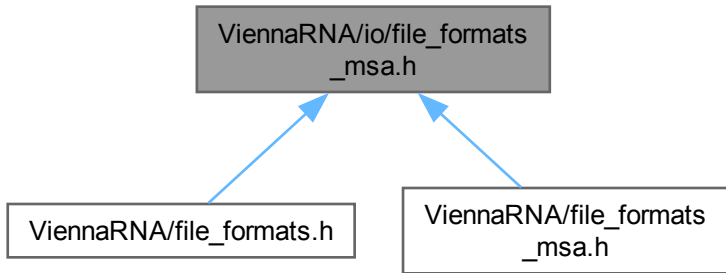 ViennaRNA/io/file_formats
_msa.h
ViennaRNA/file_formats.h
ViennaRNA/file_formats
_msa.h